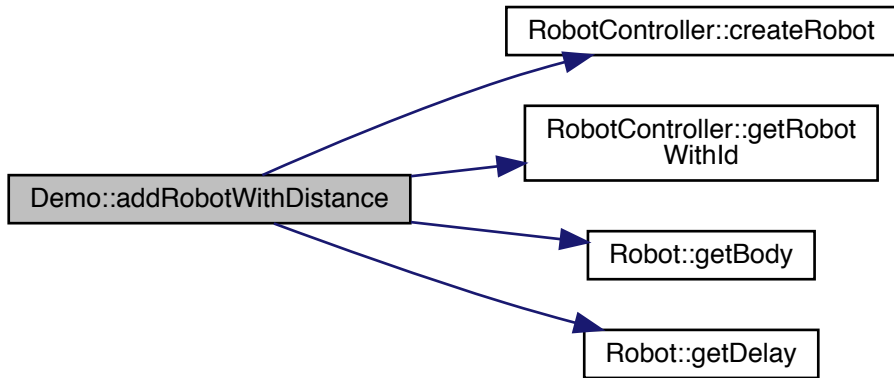 RobotController::createRobot
RobotController::getRobot
WithId
Demo::addRobotWithDistance
Robot::getBody
Robot::getDelay